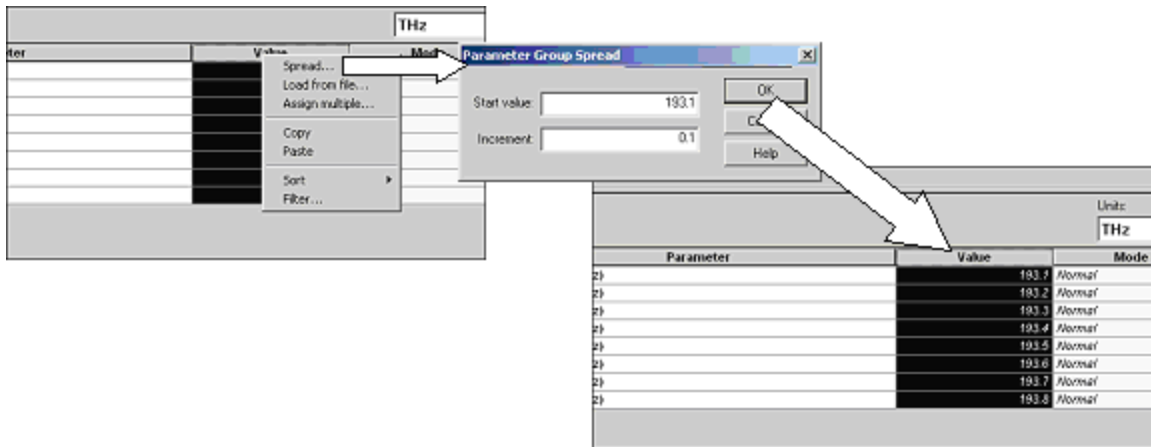 THz
ter Value Mod
Spread...
Load from file...
Assign multiple...
Copy
Paste
Sort
Filter...
Parameter Group Spread
Start value: 193.1
Increment: 0.1
OK
Help
Units:
THz
Parameter Value Mode
z) 193.1 Normal
z) 193.2 Normal
z) 193.3 Normal
z) 193.4 Normal
z) 193.5 Normal
z) 193.6 Normal
z) 193.7 Normal
z) 193.8 Normal